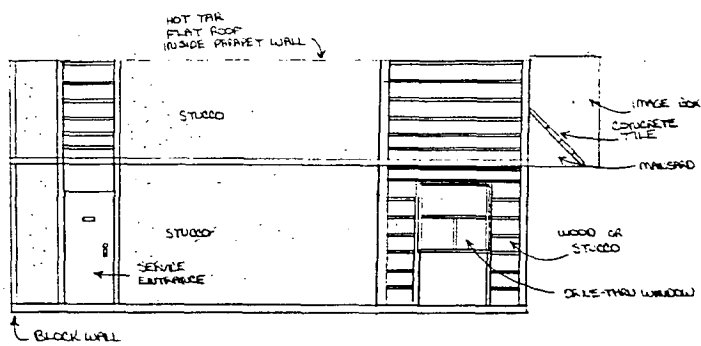 HOT TAR
FLAT ROOF
INSIDE PARAPET WALL
STUCCO
IMAGE BOX
CONCRETE
TILE
MANSARD
STUCCO
WOOD OR
STUCCO
SERVICE
ENTRANCE
DRIVE-THRU WINDOW
BLOCK WALL